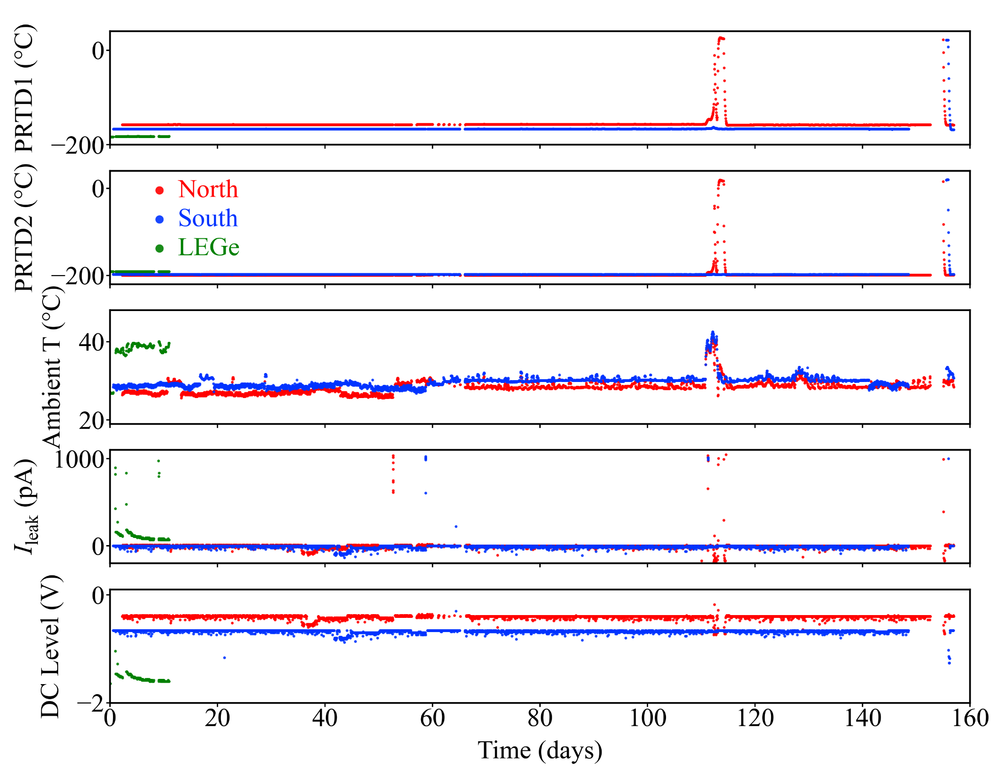 PRTD1 (°C)
0
−200
PRTD2 (°C)
0
−200
North
South
LEGe
Ambient T (°C)
40
20
Ileak (pA)
1000
0
DC Level (V)
0
−2
0 20 40 60 80 100 120 140 160
Time (days)